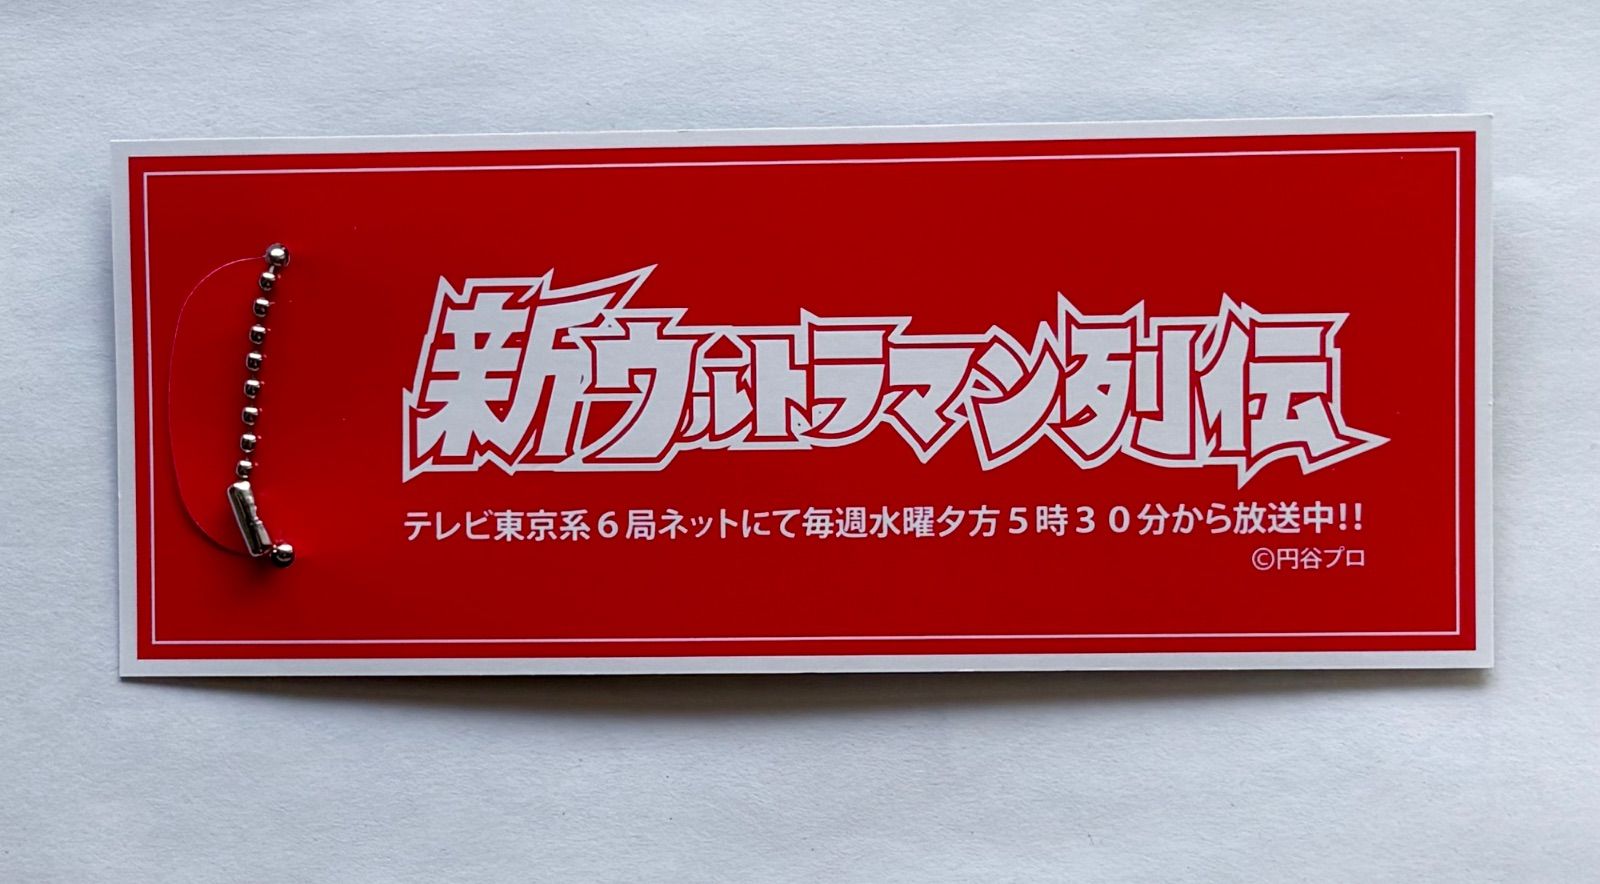 新ウルトラマン列伝
テレビ東京系６局ネットにて毎週水曜夕方５時３０分から放送中!!
©円谷プロ